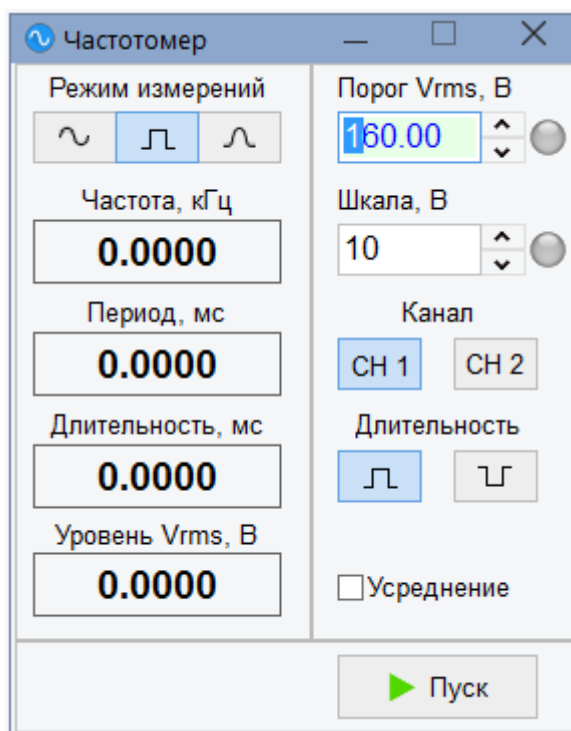 Частотомер
Режим измерений
Частота, кГц
0.0000
Период, мс
0.0000
Длительность, мс
0.0000
Уровень Vrms, В
0.0000
Порог Vrms, В
160.00
Шкала, В
10
Канал
CH 1 CH 2
Длительность
Усреднение
Пуск